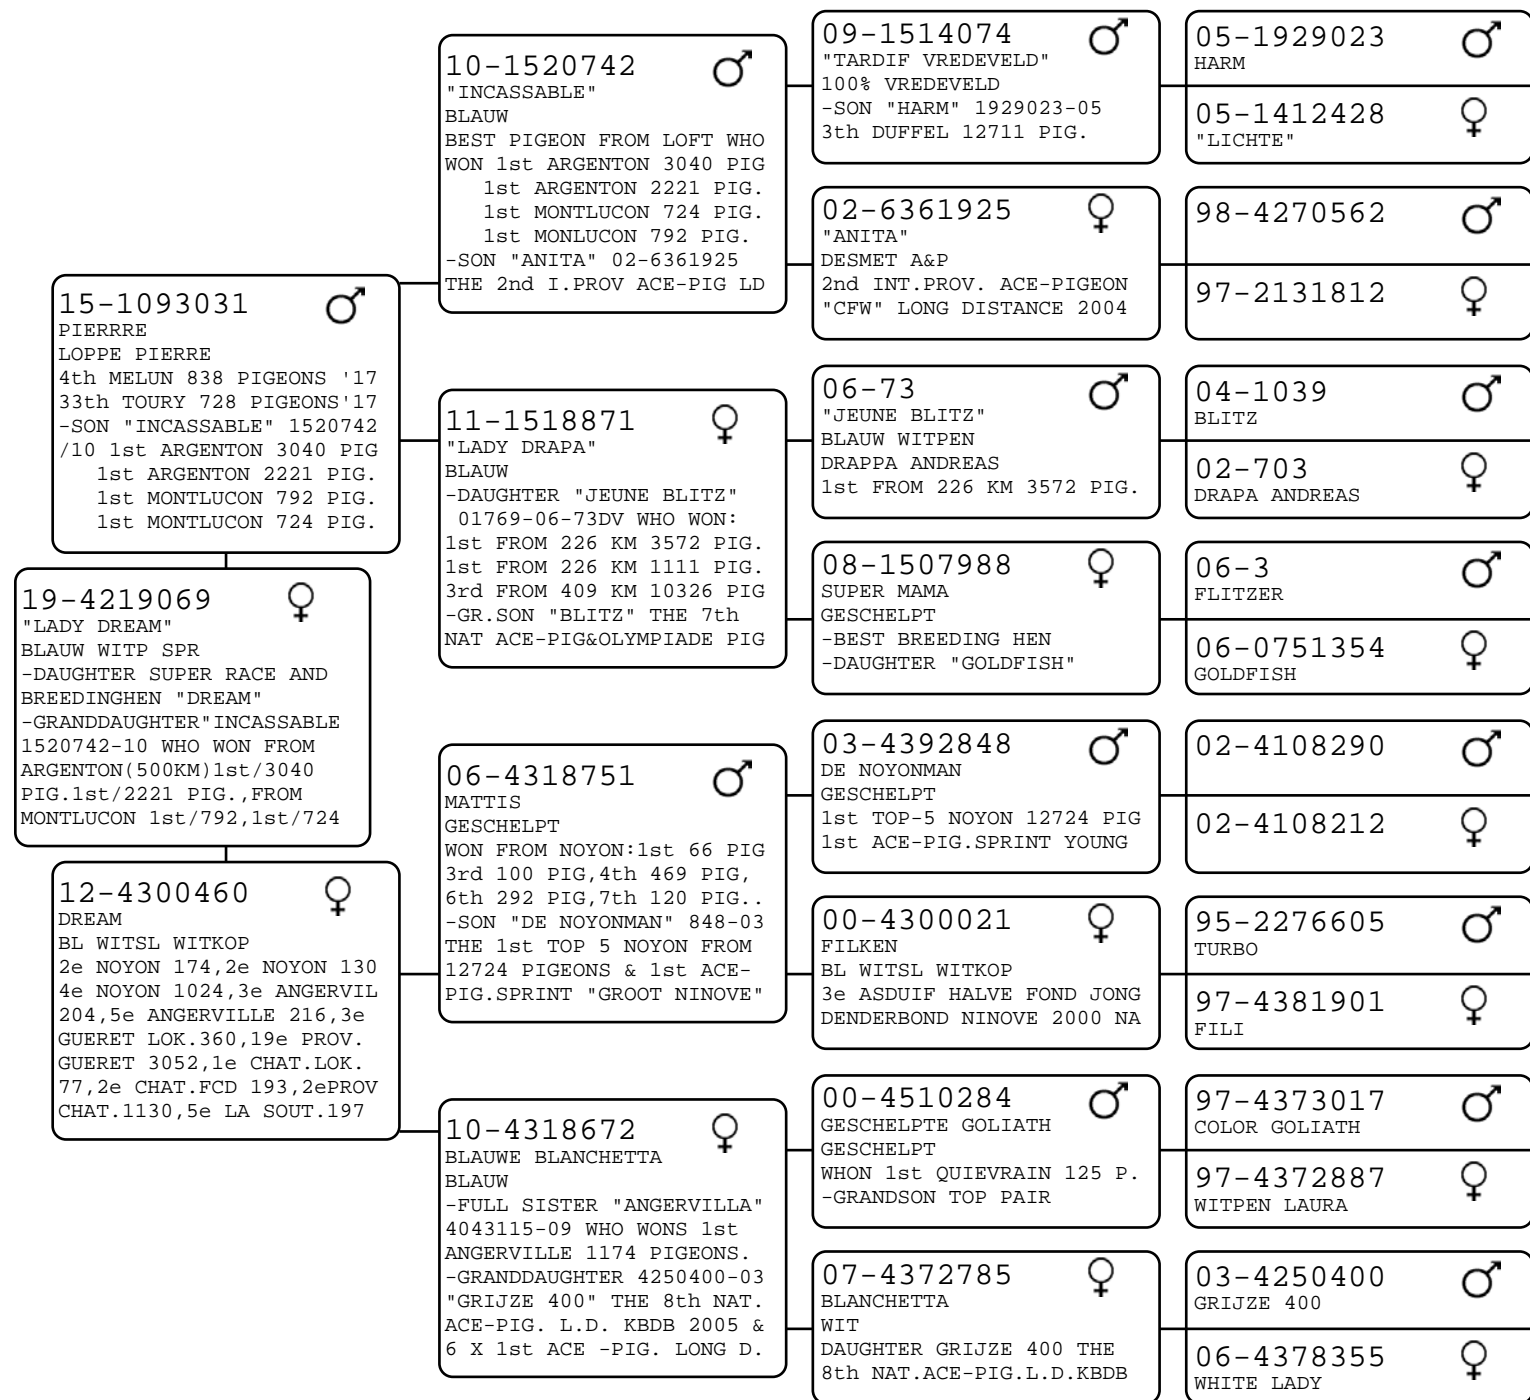 19-4219069
"LADY DREAM"
BLAUW WITP SPR
-DAUGHTER SUPER RACE AND
BREEDINGHEN "DREAM"
-GRANDDAUGHTER"INCASSABLE
1520742-10 WHO WON FROM
ARGENTON(500KM)1st/3040
PIG.1st/2221 PIG.,FROM
MONTLUCON 1st/792,1st/724
15-1093031
PIERRRE
LOPPE PIERRE
4th MELUN 838 PIGEONS '17
33th TOURY 728 PIGEONS'17
-SON "INCASSABLE" 1520742
/10 1st ARGENTON 3040 PIG
1st ARGENTON 2221 PIG.
1st MONTLUCON 792 PIG.
1st MONTLUCON 724 PIG.
12-4300460
DREAM
BL WITSL WITKOP
2e NOYON 174,2e NOYON 130
4e NOYON 1024,3e ANGERVIL
204,5e ANGERVILLE 216,3e
GUERET LOK.360,19e PROV.
GUERET 3052,1e CHAT.LOK.
77,2e CHAT.FCD 193,2ePROV
CHAT.1130,5e LA SOUT.197
10-1520742
"INCASSABLE"
BLAUW
BEST PIGEON FROM LOFT WHO
WON 1st ARGENTON 3040 PIG
1st ARGENTON 2221 PIG.
1st MONTLUCON 724 PIG.
1st MONLUCON 792 PIG.
-SON "ANITA" 02-6361925
THE 2nd I.PROV ACE-PIG LD
11-1518871
"LADY DRAPA"
BLAUW
-DAUGHTER "JEUNE BLITZ"
01769-06-73DV WHO WON:
1st FROM 226 KM 3572 PIG.
1st FROM 226 KM 1111 PIG.
3rd FROM 409 KM 10326 PIG
-GR.SON "BLITZ" THE 7th
NAT ACE-PIG&OLYMPIADE PIG
06-4318751
MATTIS
GESCHELPT
WON FROM NOYON:1st 66 PIG
3rd 100 PIG,4th 469 PIG,
6th 292 PIG,7th 120 PIG..
-SON "DE NOYONMAN" 848-03
THE 1st TOP 5 NOYON FROM
12724 PIGEONS & 1st ACE-
PIG.SPRINT "GROOT NINOVE"
10-4318672
BLAUWE BLANCHETTA
BLAUW
-FULL SISTER "ANGERVILLA"
4043115-09 WHO WONS 1st
ANGERVILLE 1174 PIGEONS.
-GRANDDAUGHTER 4250400-03
"GRIJZE 400" THE 8th NAT.
ACE-PIG. L.D. KBDB 2005 &
6 X 1st ACE -PIG. LONG D.
09-1514074
"TARDIF VREDEVELD"
100% VREDEVELD
-SON "HARM" 1929023-05
3th DUFFEL 12711 PIG.
02-6361925
"ANITA"
DESMET A&P
2nd INT.PROV. ACE-PIGEON
"CFW" LONG DISTANCE 2004
06-73
"JEUNE BLITZ"
BLAUW WITPEN
DRAPPA ANDREAS
1st FROM 226 KM 3572 PIG.
08-1507988
SUPER MAMA
GESCHELPT
-BEST BREEDING HEN
-DAUGHTER "GOLDFISH"
03-4392848
DE NOYONMAN
GESCHELPT
1st TOP-5 NOYON 12724 PIG
1st ACE-PIG.SPRINT YOUNG
00-4300021
FILKEN
BL WITSL WITKOP
3e ASDUIF HALVE FOND JONG
DENDERBOND NINOVE 2000 NA
00-4510284
GESCHELPTE GOLIATH
GESCHELPT
WHON 1st QUIEVRAIN 125 P.
-GRANDSON TOP PAIR
07-4372785
BLANCHETTA
WIT
DAUGHTER GRIJZE 400 THE
8th NAT.ACE-PIG.L.D.KBDB
05-1929023
HARM
05-1412428
"LICHTE"
98-4270562
97-2131812
04-1039
BLITZ
02-703
DRAPA ANDREAS
06-3
FLITZER
06-0751354
GOLDFISH
02-4108290
02-4108212
95-2276605
TURBO
97-4381901
FILI
97-4373017
COLOR GOLIATH
97-4372887
WITPEN LAURA
03-4250400
GRIJZE 400
06-4378355
WHITE LADY